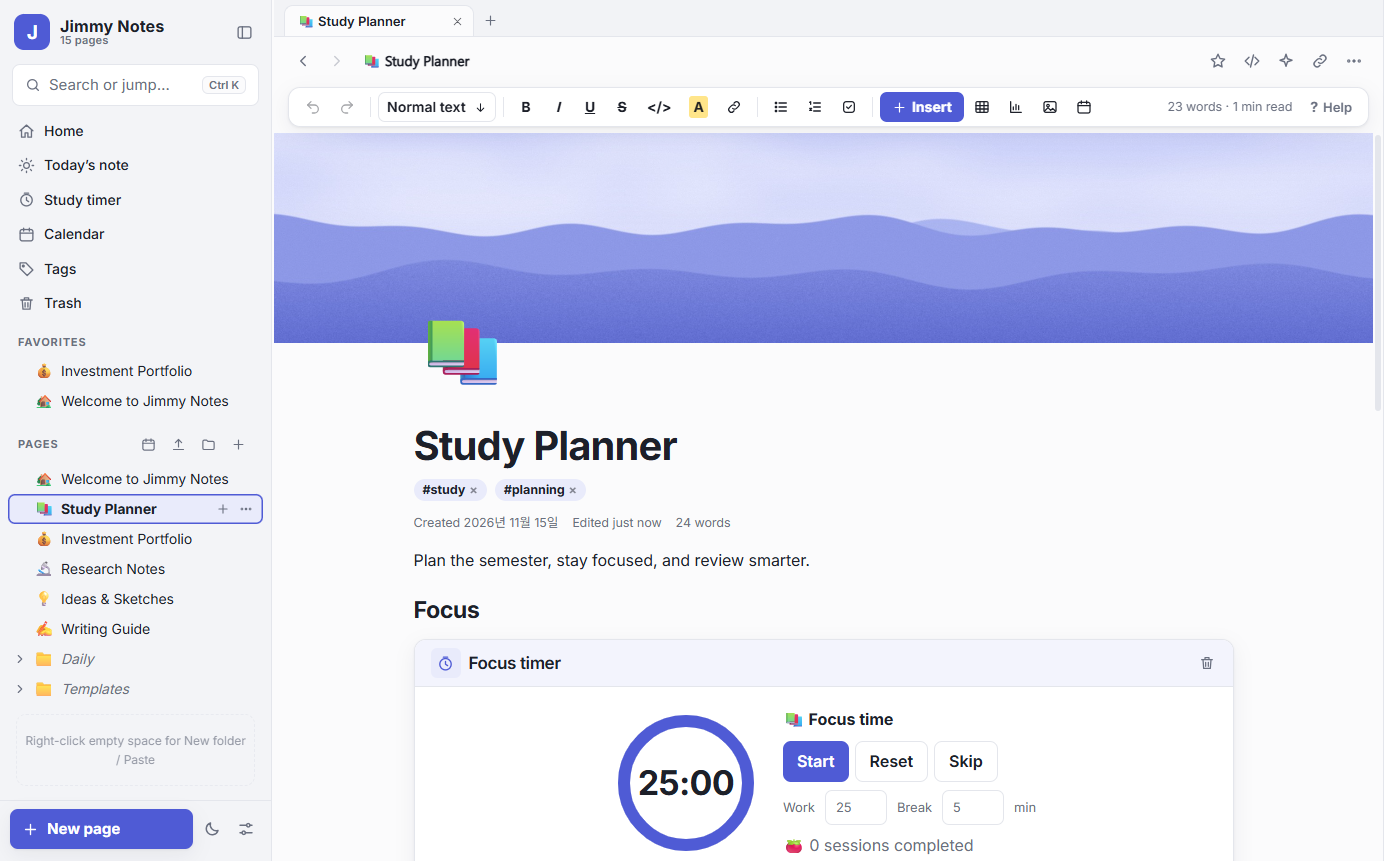 J
Jimmy Notes
15 pages
Search or jump...
Ctrl K
Home
Today's note
Study timer
Calendar
Tags
Trash
FAVORITES
Investment Portfolio
Welcome to Jimmy Notes
PAGES
Welcome to Jimmy Notes
Study Planner
Investment Portfolio
Research Notes
Ideas & Sketches
Writing Guide
Daily
Templates
Right-click empty space for New folder
/ Paste
+ New page
Study Planner
Study Planner
Normal text
B I U S </> A
+ Insert
23 words · 1 min read
? Help
Study Planner
#study ×
#planning ×
Created 2026년 11월 15일 Edited just now 24 words
Plan the semester, stay focused, and review smarter.
Focus
Focus timer
25:00
Focus time
Start Reset Skip
Work 25 Break 5 min
0 sessions completed